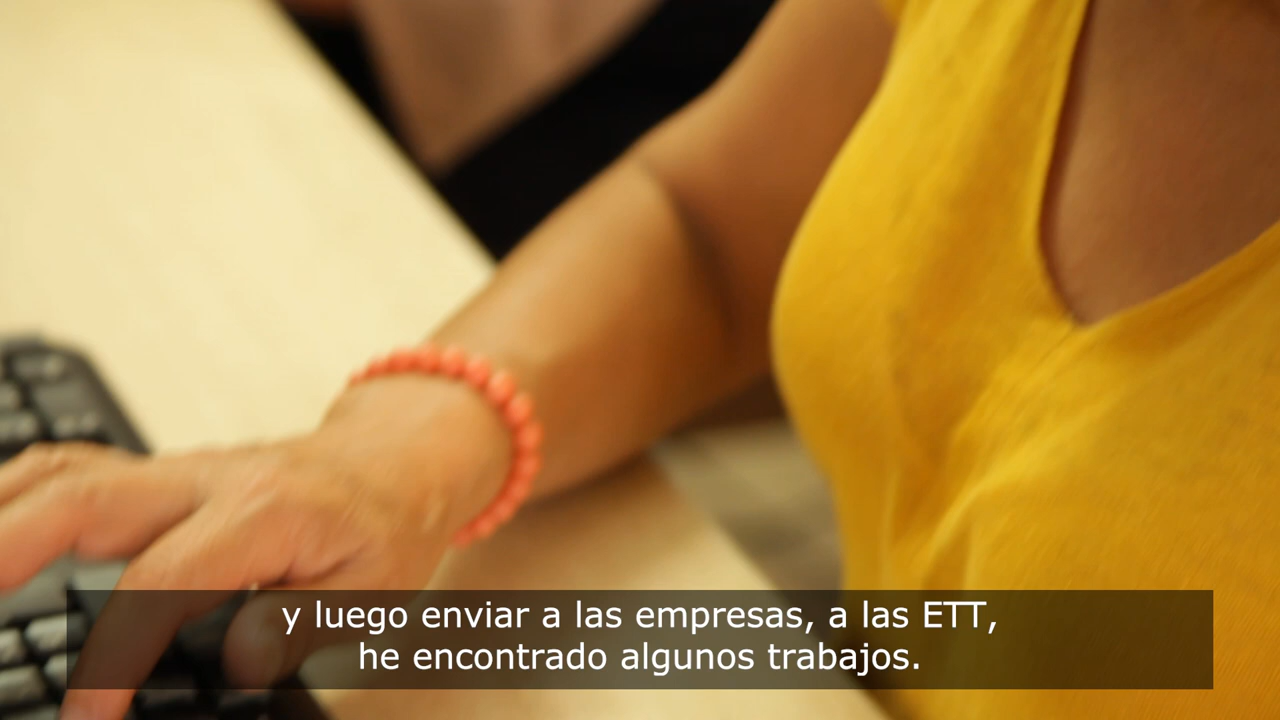 y luego enviar a las empresas, a las ETT,
he encontrado algunos trabajos.